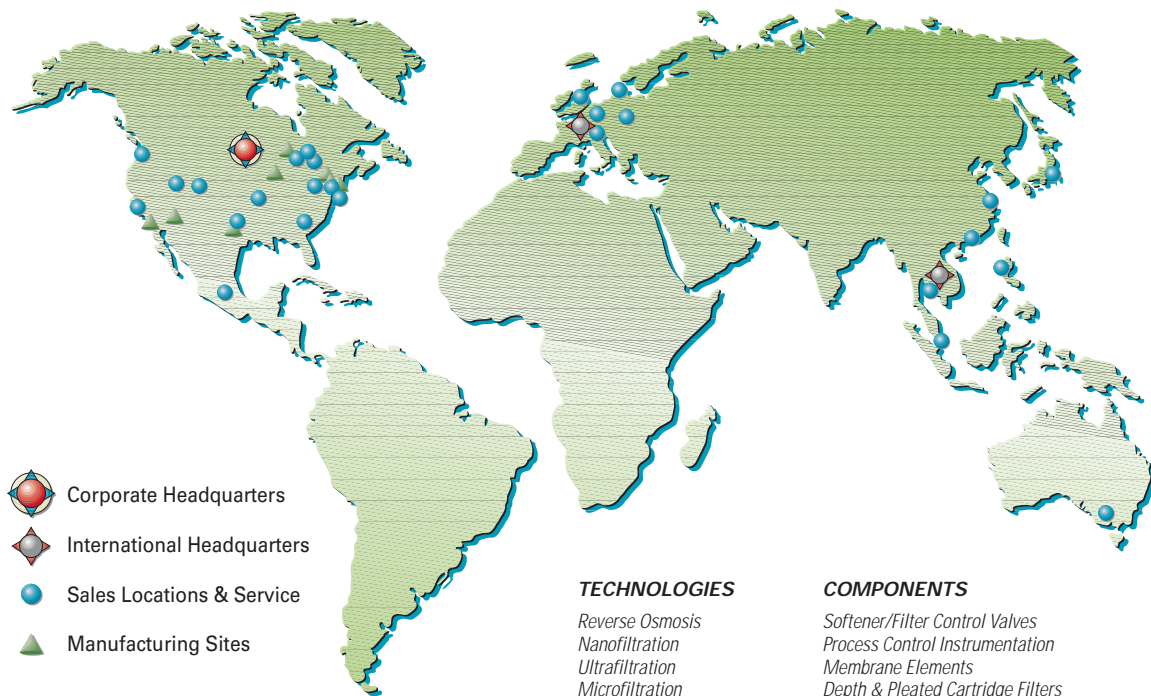 Corporate Headquarters
International Headquarters
Sales Locations & Service
Manufacturing Sites
TECHNOLOGIES
Reverse Osmosis
Nanofiltration
Ultrafiltration
Microfiltration
COMPONENTS
Softener/Filter Control Valves
Process Control Instrumentation
Membrane Elements
Depth & Pleated Cartridge Filters